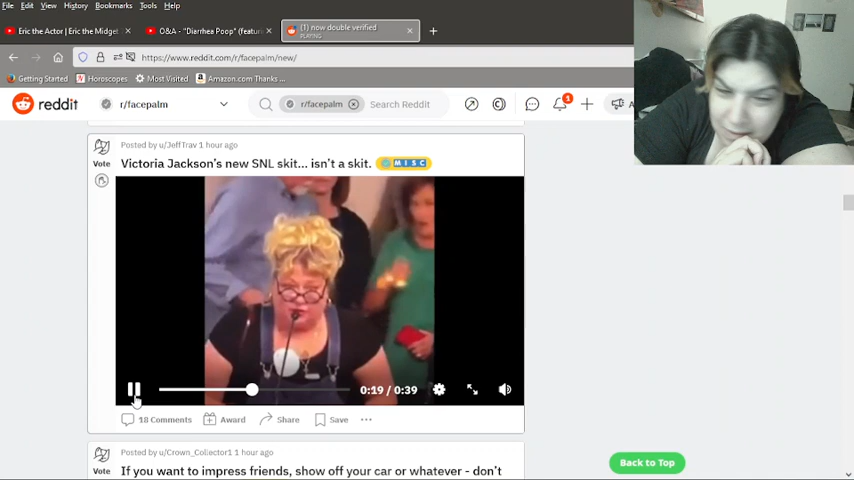 File Edit View History Bookmarks Tools Help
Eric the Actor | Eric the Midget
Q&A - "Diarrhea Poop" (featuri
(1) now double verified
PLAYING
https://www.reddit.com/r/facepalm/new/
Getting Started Horoscopes Most Visited Amazon.com Thanks ...
reddit r/facepalm r/facepalm Search Reddit 1 A
Posted by u/JeffTrav 1 hour ago
Vote
Victoria Jackson's new SNL skit... isn't a skit. MISC
0:19 / 0:39
18 Comments Award Share Save ...
Posted by u/Crown_Collector1 1 hour ago
Vote
If you want to impress friends, show off your car or whatever - don't
Back to Top